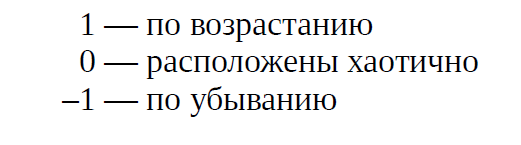 1 — по возрастанию
0 — расположены хаотично
–1 — по убыванию